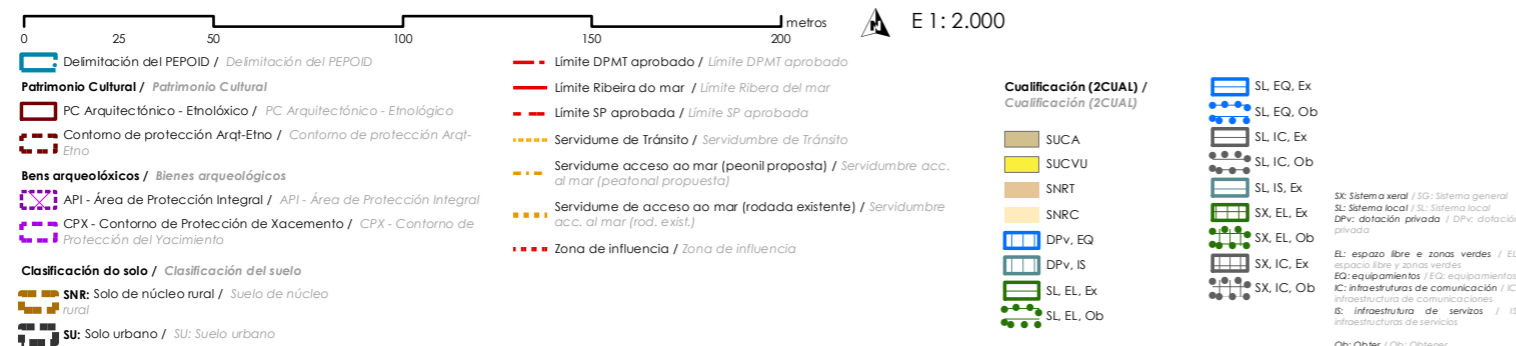 0 25 50 100 150 200 metros
E 1: 2.000
Delimitación del PEPOID / Delimitación del PEPOID
Patrimonio Cultural / Patrimonio Cultural
PC Arquitectónico - Etnolóxico / PC Arquitectónico - Etnológico
Contorno de protección Arqt-Etno / Contorno de protección Arqt-
Etno
Bens arqueolóxicos / Bienes arqueológicos
API - Área de Protección Integral / API - Área de Protección Integral
CPX - Contorno de Protección de Xacemento / CPX - Contorno de
Protección del Yacimiento
Clasificación do solo / Clasificación del suelo
SNR: Solo de núcleo rural / Suelo de núcleo
rural
SU: Solo urbano / SU: Suelo urbano
Límite DPMT aprobado / Límite DPMT aprobado
Límite Ribeira do mar / Límite Ribera del mar
Límite SP aprobada / Límite SP aprobada
Servidume de Tránsito / Servidumbre de Tránsito
Servidume acceso ao mar (peonil proposta) / Servidumbre acc.
al mar (peatonal propuesta)
Servidume de acceso ao mar (rodada existente) / Servidumbre
acc. al mar (rod. exist.)
Zona de influencia / Zona de influencia
Cualificación (2CUAL) /
Cualificación (2CUAL)
SUCA
SUCVU
SNRT
SNRC
DPv, EQ
DPv, IS
SL, EL, Ex
SL, EL, Ob
SL, EQ, Ex
SL, EQ, Ob
SL, IC, Ex
SL, IC, Ob
SL, IS, Ex
SX, EL, Ex
SX, EL, Ob
SX, IC, Ex
SX, IC, Ob
SX: Sistema xeral / SG: Sistema general
SL: Sistema local / SL: Sistema local
DPv: dotación privada / DPv: dotación
privada
EL: espazo libre e zonas verdes / EL
espacio libre y zonas verdes
EQ: equipamientos / EQ: equipamientos
IC: infraestruturas de comunicación / IC
infraestructura de comunicaciones
IS: infraestrutura de servizos / IS
infraestructuras de servicios
Ob: Obter / Ob: Obtener